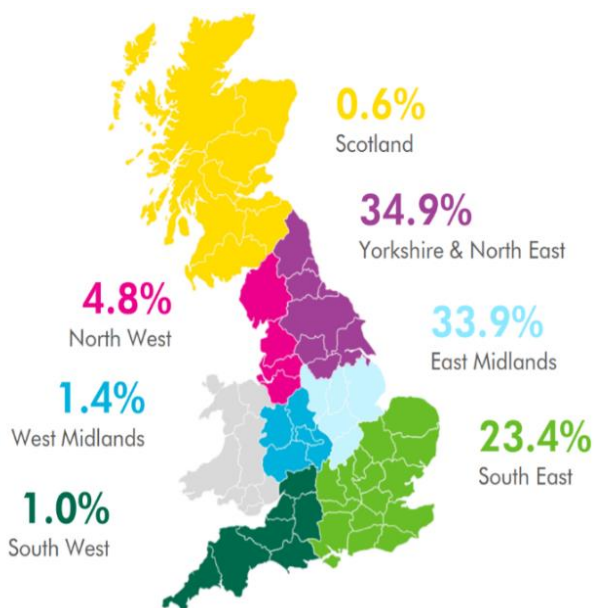 0.6%
Scotland
34.9%
Yorkshire & North East
4.8%
North West
33.9%
East Midlands
1.4%
West Midlands
23.4%
South East
1.0%
South West